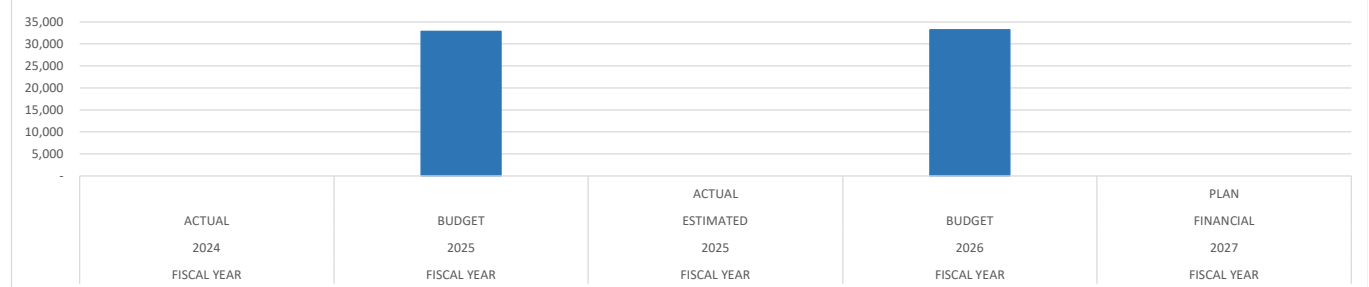 35,000
30,000
25,000
20,000
15,000
10,000
5,000
-
ACTUAL PLAN
ACTUAL BUDGET ESTIMATED BUDGET FINANCIAL
2024 2025 2025 2026 2027
FISCAL YEAR FISCAL YEAR FISCAL YEAR FISCAL YEAR FISCAL YEAR